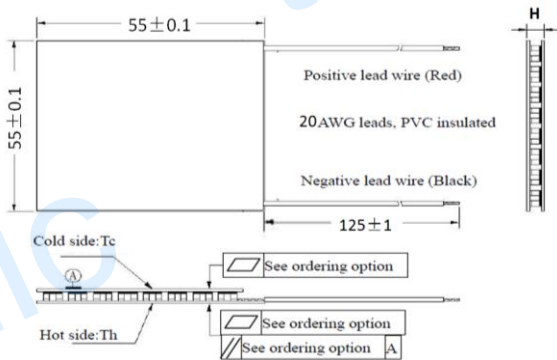 55±0.1
H
Positive lead wire (Red)
55±0.1
20AWG leads, PVC insulated
Negative lead wire (Black)
125±1
Cold side:Tc
A
See ordering option
Hot side:Th
See ordering option
See ordering option A